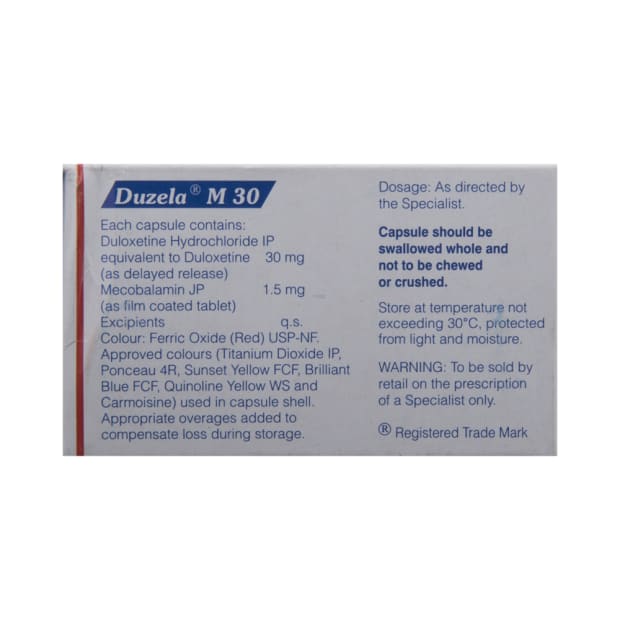 Duzela® M 30
Each capsule contains:
Duloxetine Hydrochloride IP
equivalent to Duloxetine 30 mg
(as delayed release)
Mecobalamin JP 1.5 mg
(as film coated tablet)
Excipients q.s.
Colour: Ferric Oxide (Red) USP-NF.
Approved colours (Titanium Dioxide IP,
Ponceau 4R, Sunset Yellow FCF, Brilliant
Blue FCF, Quinoline Yellow WS and
Carmoisine) used in capsule shell.
Appropriate overages added to
compensate loss during storage.
Dosage: As directed by
the Specialist.
Capsule should be
swallowed whole and
not to be chewed
or crushed.
Store at temperature not
exceeding 30°C, protected
from light and moisture.
WARNING: To be sold by
retail on the prescription
of a Specialist only.
® Registered Trade Mark